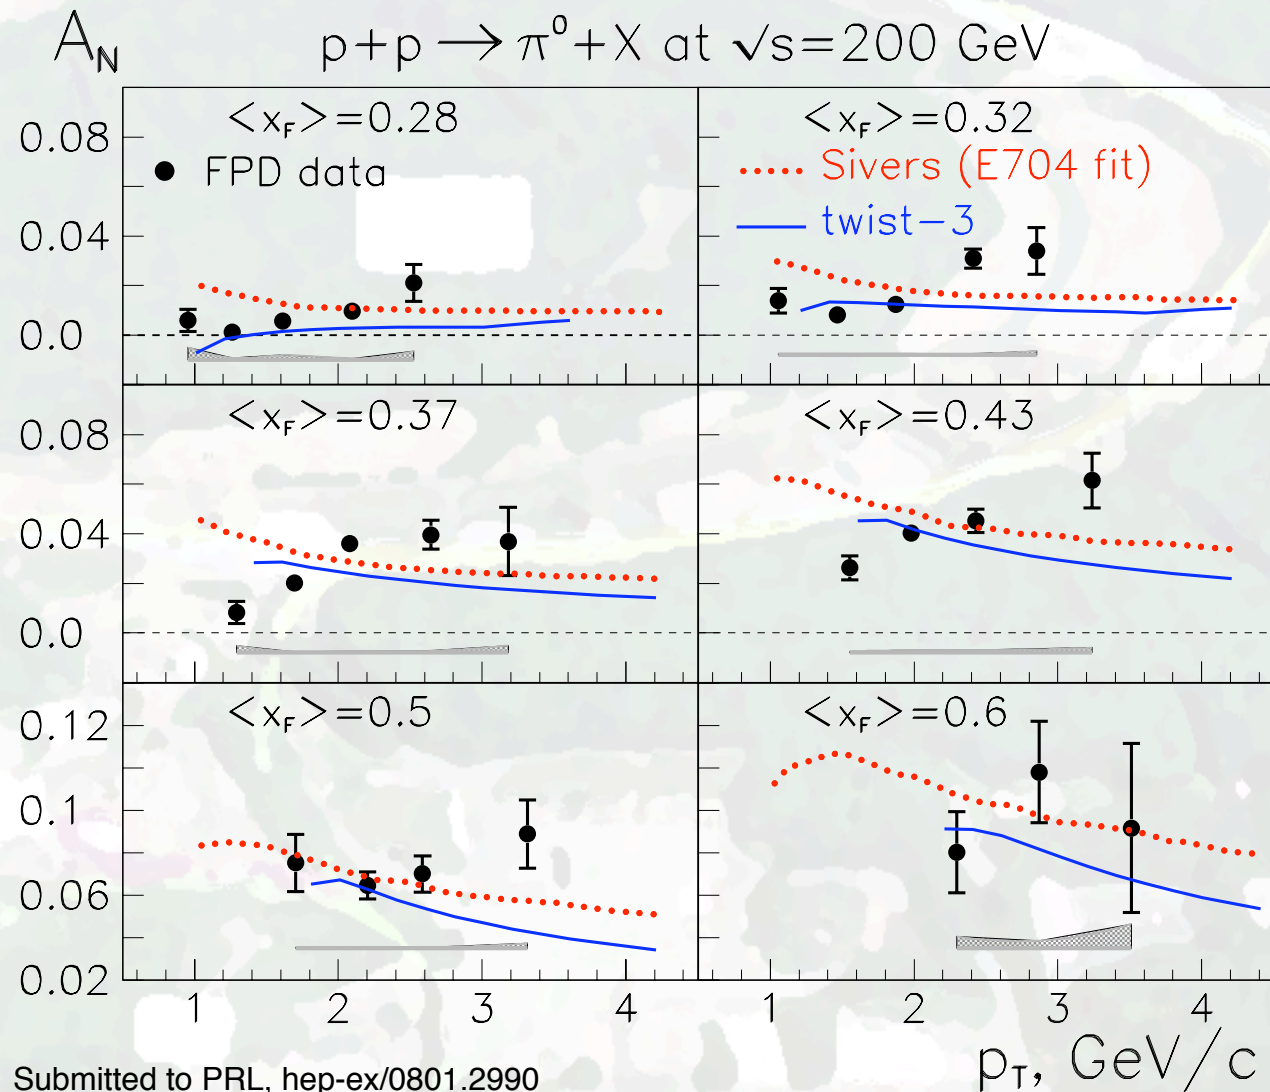 A_N
p+p → π⁰+X at √s=200 GeV
<x_F>=0.28
<x_F>=0.32
FPD data
Sivers (E704 fit)
twist-3
0.08
0.04
0.0
<x_F>=0.37
<x_F>=0.43
0.08
0.04
0.0
<x_F>=0.5
<x_F>=0.6
0.12
0.1
0.06
0.02
1 2 3 4 1 2 3 4
p_T, GeV/c
Submitted to PRL, hep-ex/0801.2990